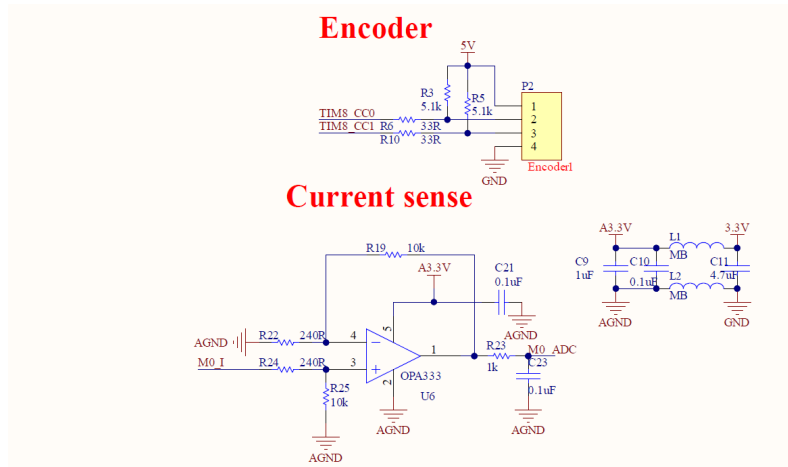 Encoder
5V
P2
R3
5.1k
R5
5.1k
1
2
3
4
TIM8_CC0
TIM8_CC1
R6
33R
R10
33R
GND
Encoder1
Current sense
R19
10k
A3.3V
C21
0.1uF
AGND
AGND
R22
240R
4
5
1
M0_I
R24
240R
3
2
OPA333
U6
R23
1k
M0_ADC
C23
0.1uF
R25
10k
AGND
AGND
AGND
A3.3V
L1
MB
3.3V
C9
1uF
C10
0.1uF
C11
4.7uF
L2
MB
AGND
GND